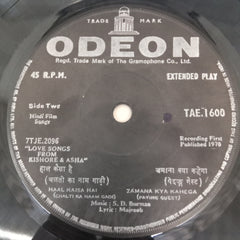 TRADE MARK
ODEON
Regd. Trade Mark of The Gramophone Co., Ltd.
45 R.P.M.
EXTENDED PLAY
Side Two
TAE.1600
Hindi Film
Songs
Recording First
Published 1970
7TJE.2096
"LOVE SONGS
FROM
KISHORE & ASHA"
हाल कैसा है
(चलती का नाम गाड़ी)
HAAL KAISA HAI
(CHALTI KA NAAM GADI)
ज़माना क्या कहेगा
(पेइंग गेस्ट)
ZAMANA KYA KAHEGA
(PAYING GUEST)
Music : S. D. Burman
Lyric : Majrooh